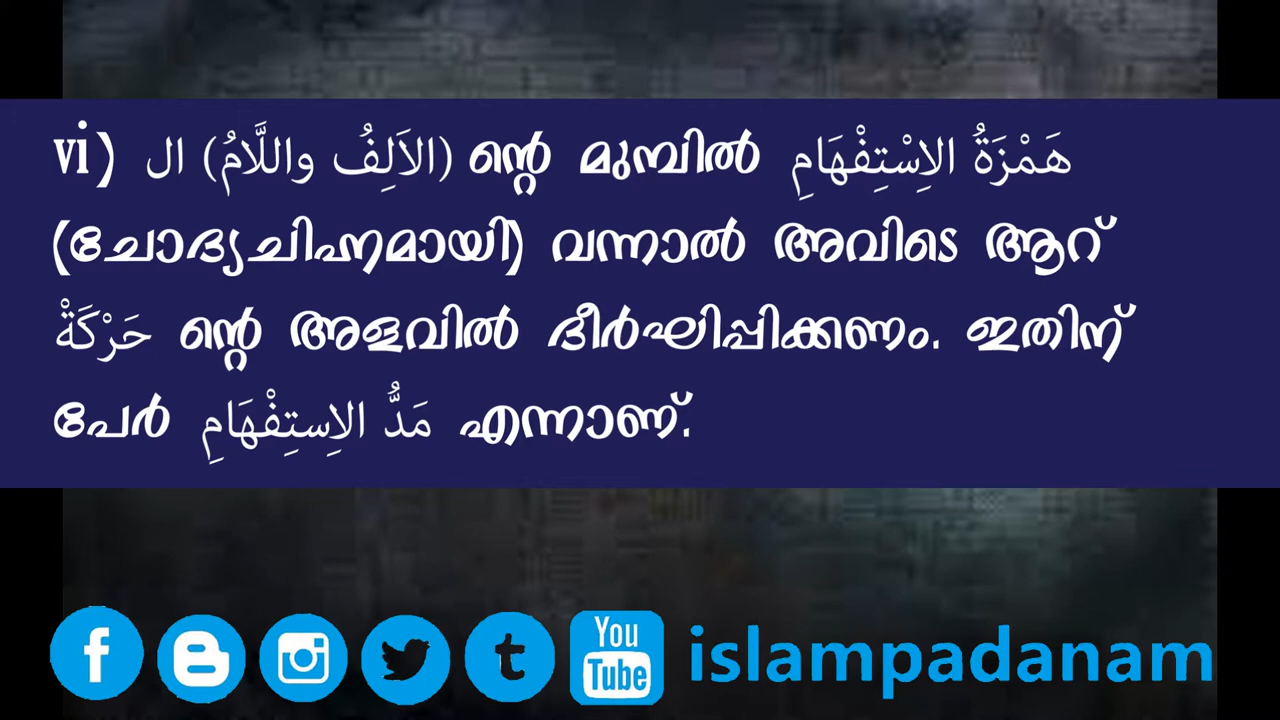 vi) ال (الاَلِفُ واللَّامُ) ന്റെ മുമ്പിൽ هَمْزَةُ الاِسْتِفْهَامِ
(ചോദ്യചിഹ്നമായി) വന്നാൽ അവിടെ ആറ്
حَرْكَةْ ന്റെ അളവിൽ ദീർഘിപ്പിക്കണം. ഇതിന്
പേർ مَدُّ الاِستِفْهَامِ എന്നാണ്.
You Tube islampadanam